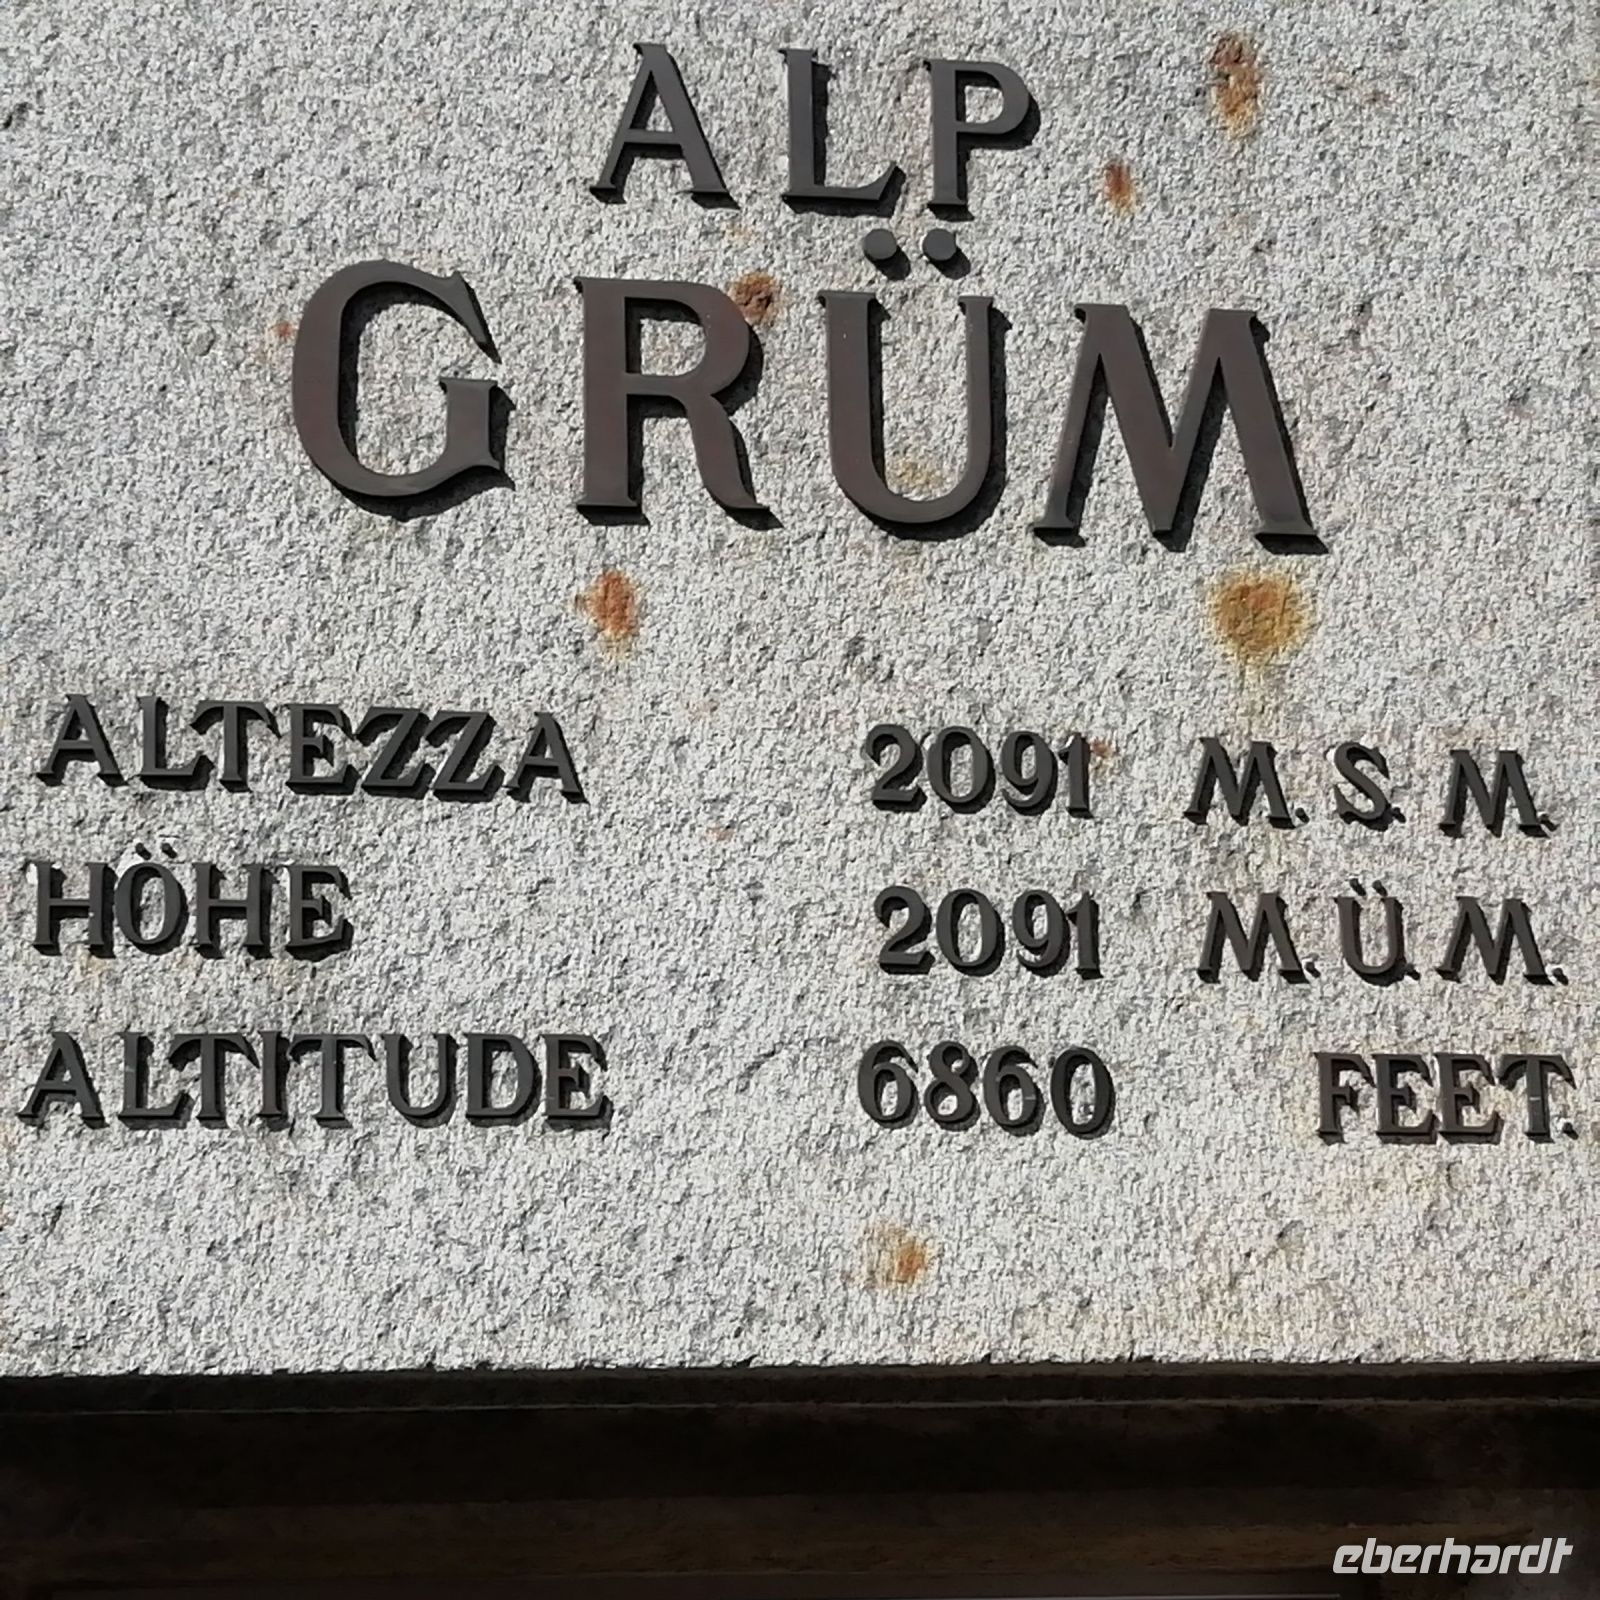 ALP
GRÜM
ALTEZZA 2091 M. S. M.
HÖHE 2091 M.Ü.M.
ALTITUDE 6860 FEET.
eberhardt